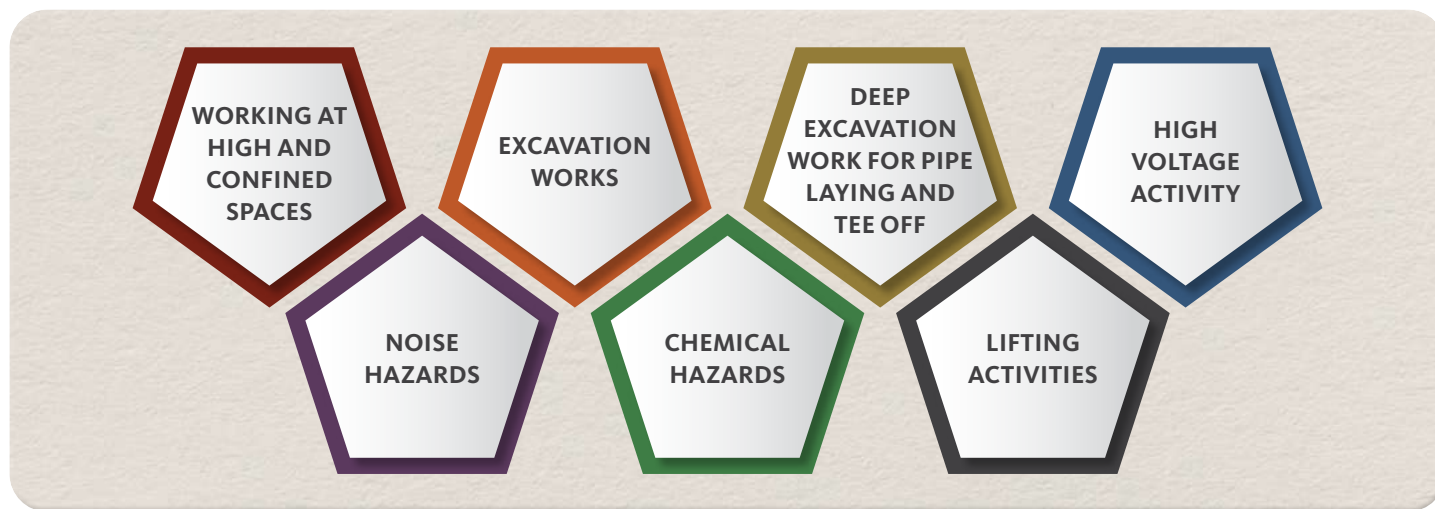 WORKING AT
HIGH AND
CONFINED
SPACES
EXCAVATION
WORKS
DEEP
EXCAVATION
WORK FOR PIPE
LAYING AND
TEE OFF
HIGH
VOLTAGE
ACTIVITY
NOISE
HAZARDS
CHEMICAL
HAZARDS
LIFTING
ACTIVITIES